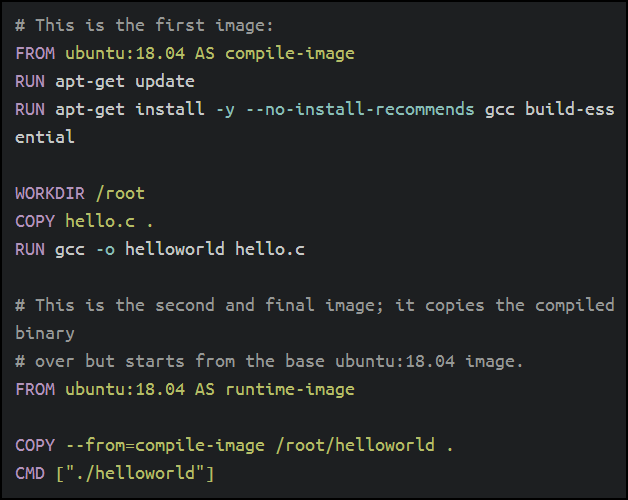 # This is the first image:
FROM ubuntu:18.04 AS compile-image
RUN apt-get update
RUN apt-get install -y --no-install-recommends gcc build-ess
ential
WORKDIR /root
COPY hello.c .
RUN gcc -o helloworld hello.c
# This is the second and final image; it copies the compiled
binary
# over but starts from the base ubuntu:18.04 image.
FROM ubuntu:18.04 AS runtime-image
COPY --from=compile-image /root/helloworld .
CMD ["./helloworld"]